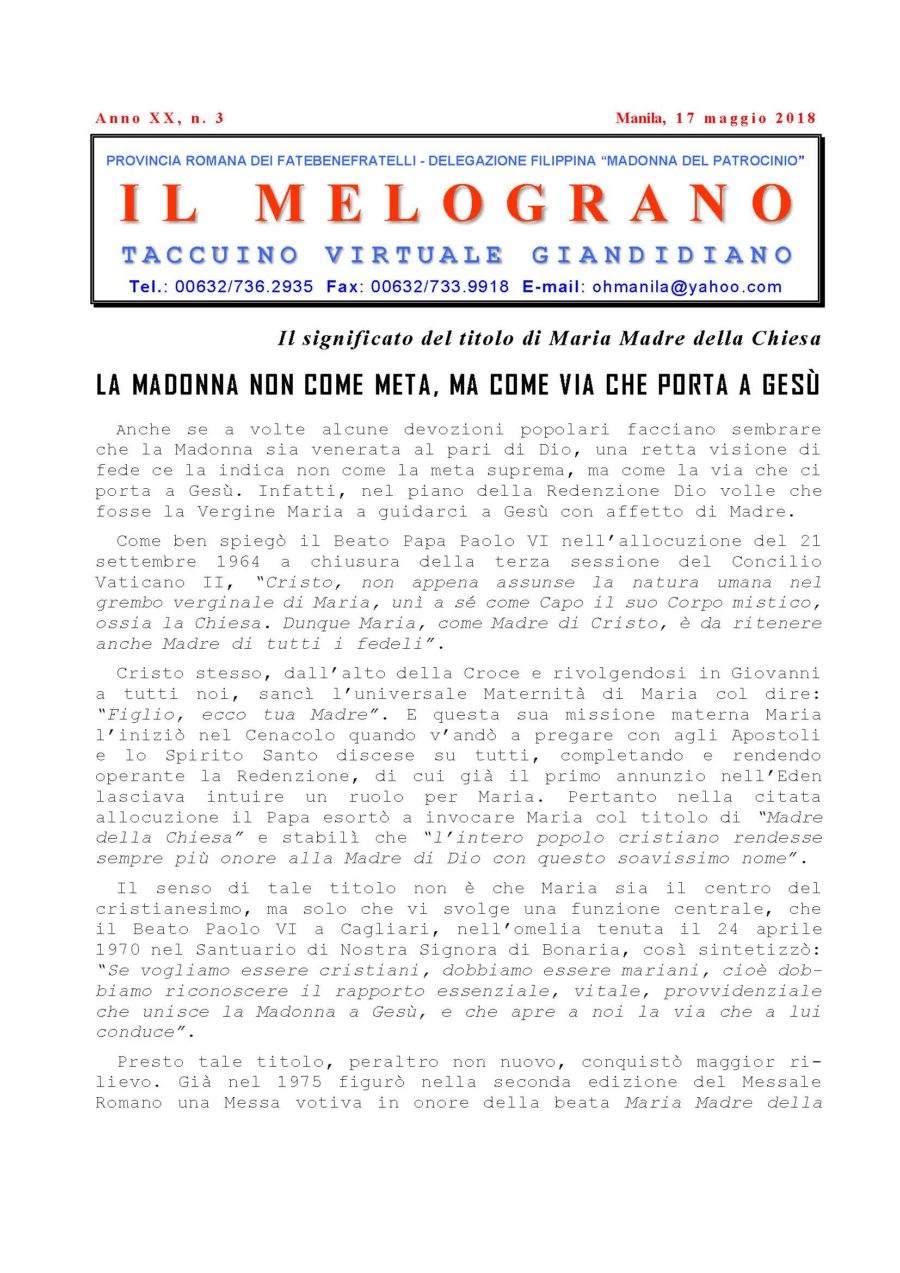 Anno XX, n. 3 Manila, 17 maggio 2018
PROVINCIA ROMANA DEI FATEBENEFRATELLI - DELEGAZIONE FILIPPINA “MADONNA DEL PATROCINIO”
IL MELOGRANO
TACCUINO VIRTUALE GIANDIDIANO
Tel.: 00632/736.2935 Fax: 00632/733.9918 E-mail: ohmanila@yahoo.com
Il significato del titolo di Maria Madre della Chiesa
LA MADONNA NON COME META, MA COME VIA CHE PORTA A GESÙ
Anche se a volte alcune devozioni popolari facciano sembrare
che la Madonna sia venerata al pari di Dio, una retta visione di
fede ce la indica non come la meta suprema, ma come la via che ci
porta a Gesù. Infatti, nel piano della Redenzione Dio volle che
fosse la Vergine Maria a guidarci a Gesù con affetto di Madre.
Come ben spiegò il Beato Papa Paolo VI nell’allocuzione del 21
settembre 1964 a chiusura della terza sessione del Concilio
Vaticano II, “Cristo, non appena assunse la natura umana nel
grembo verginale di Maria, unì a sé come Capo il suo Corpo mistico,
ossia la Chiesa. Dunque Maria, come Madre di Cristo, è da ritenere
anche Madre di tutti i fedeli”.
Cristo stesso, dall’alto della Croce e rivolgendosi in Giovanni
a tutti noi, sancì l’universale Maternità di Maria col dire:
“Figlio, ecco tua Madre”. E questa sua missione materna Maria
l’iniziò nel Cenacolo quando v’andò a pregare con agli Apostoli
e lo Spirito Santo discese su tutti, completando e rendendo
operante la Redenzione, di cui già il primo annunzio nell’Eden
lasciava intuire un ruolo per Maria. Pertanto nella citata
allocuzione il Papa esortò a invocare Maria col titolo di “Madre
della Chiesa” e stabilì che “l’intero popolo cristiano rendesse
sempre più onore alla Madre di Dio con questo soavissimo nome”.
Il senso di tale titolo non è che Maria sia il centro del
cristianesimo, ma solo che vi svolge una funzione centrale, che
il Beato Paolo VI a Cagliari, nell’omelia tenuta il 24 aprile
1970 nel Santuario di Nostra Signora di Bonaria, così sintetizzò:
“Se vogliamo essere cristiani, dobbiamo essere mariani, cioè dob-
biamo riconoscere il rapporto essenziale, vitale, provvidenziale
che unisce la Madonna a Gesù, e che apre a noi la via che a lui
conduce”.
Presto tale titolo, peraltro non nuovo, conquistò maggior ri-
lievo. Già nel 1975 figurò nella seconda edizione del Messale
Romano una Messa votiva in onore della beata Maria Madre della